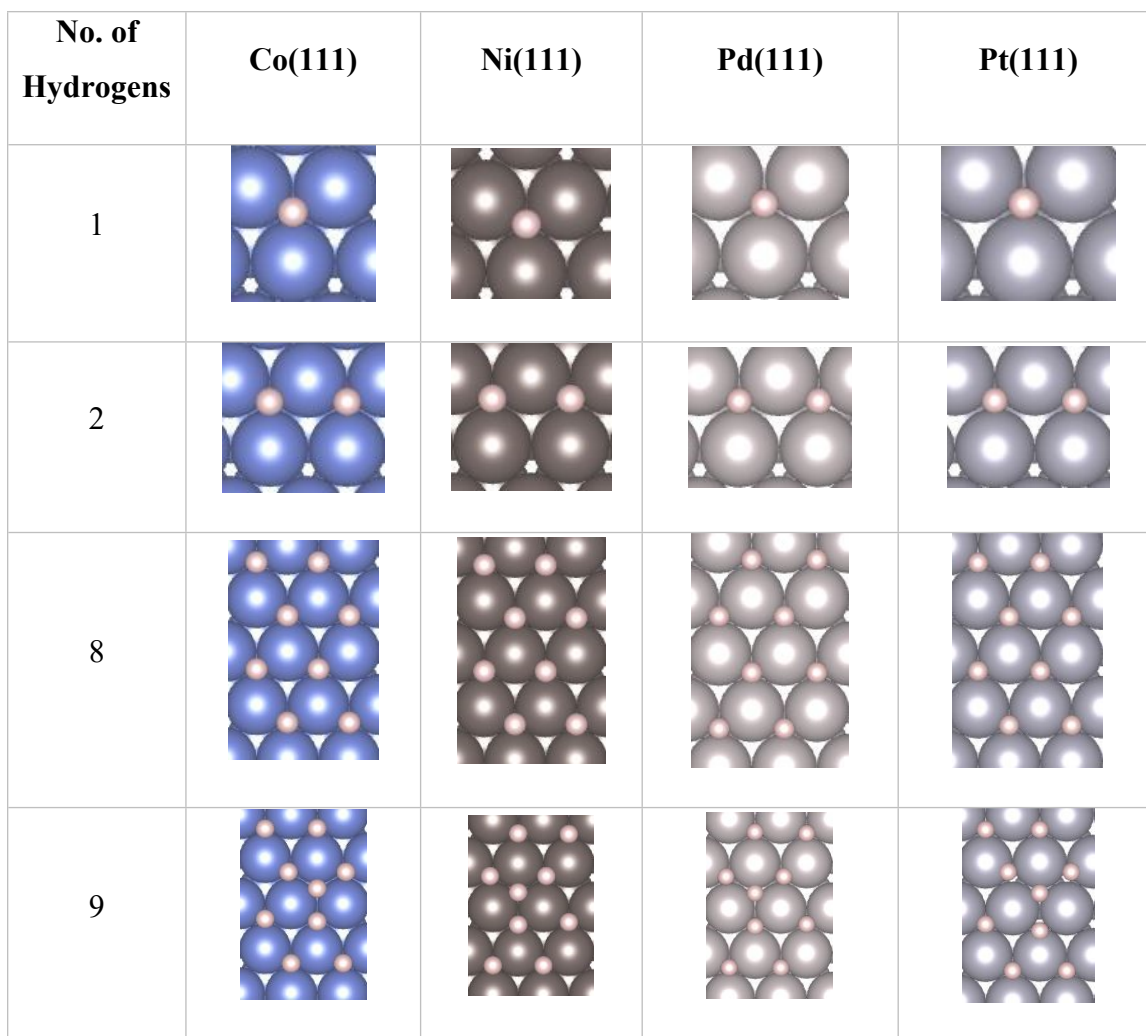 No. of
Hydrogens
Co(111)
Ni(111)
Pd(111)
Pt(111)
1
2
8
9